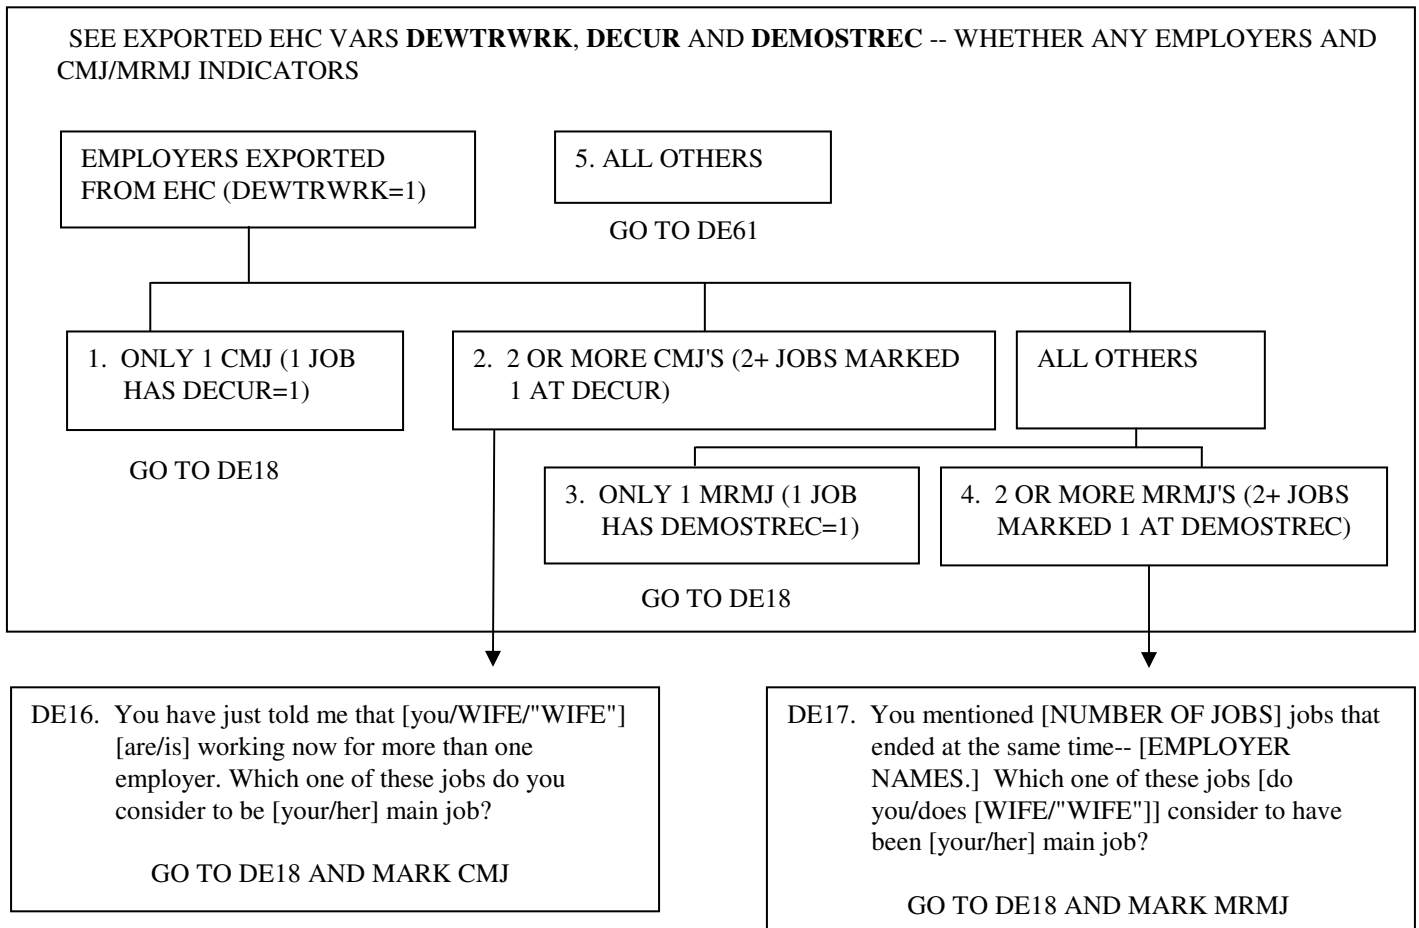 SEE EXPORTED EHC VARS DEWTRWRK, DECUR AND DEMOSTREC -- WHETHER ANY EMPLOYERS AND
CMJ/MRMJ INDICATORS
EMPLOYERS EXPORTED
FROM EHC (DEWTRWRK=1)
5. ALL OTHERS
GO TO DE61
1. ONLY 1 CMJ (1 JOB
HAS DECUR=1)
GO TO DE18
2. 2 OR MORE CMJ'S (2+ JOBS MARKED
1 AT DECUR)
ALL OTHERS
3. ONLY 1 MRMJ (1 JOB
HAS DEMOSTREC=1)
GO TO DE18
4. 2 OR MORE MRMJ'S (2+ JOBS
MARKED 1 AT DEMOSTREC)
DE16. You have just told me that [you/WIFE/"WIFE"]
[are/is] working now for more than one
employer. Which one of these jobs do you
consider to be [your/her] main job?
GO TO DE18 AND MARK CMJ
DE17. You mentioned [NUMBER OF JOBS] jobs that
ended at the same time-- [EMPLOYER
NAMES.] Which one of these jobs [do
you/does [WIFE/"WIFE"]] consider to have
been [your/her] main job?
GO TO DE18 AND MARK MRMJ